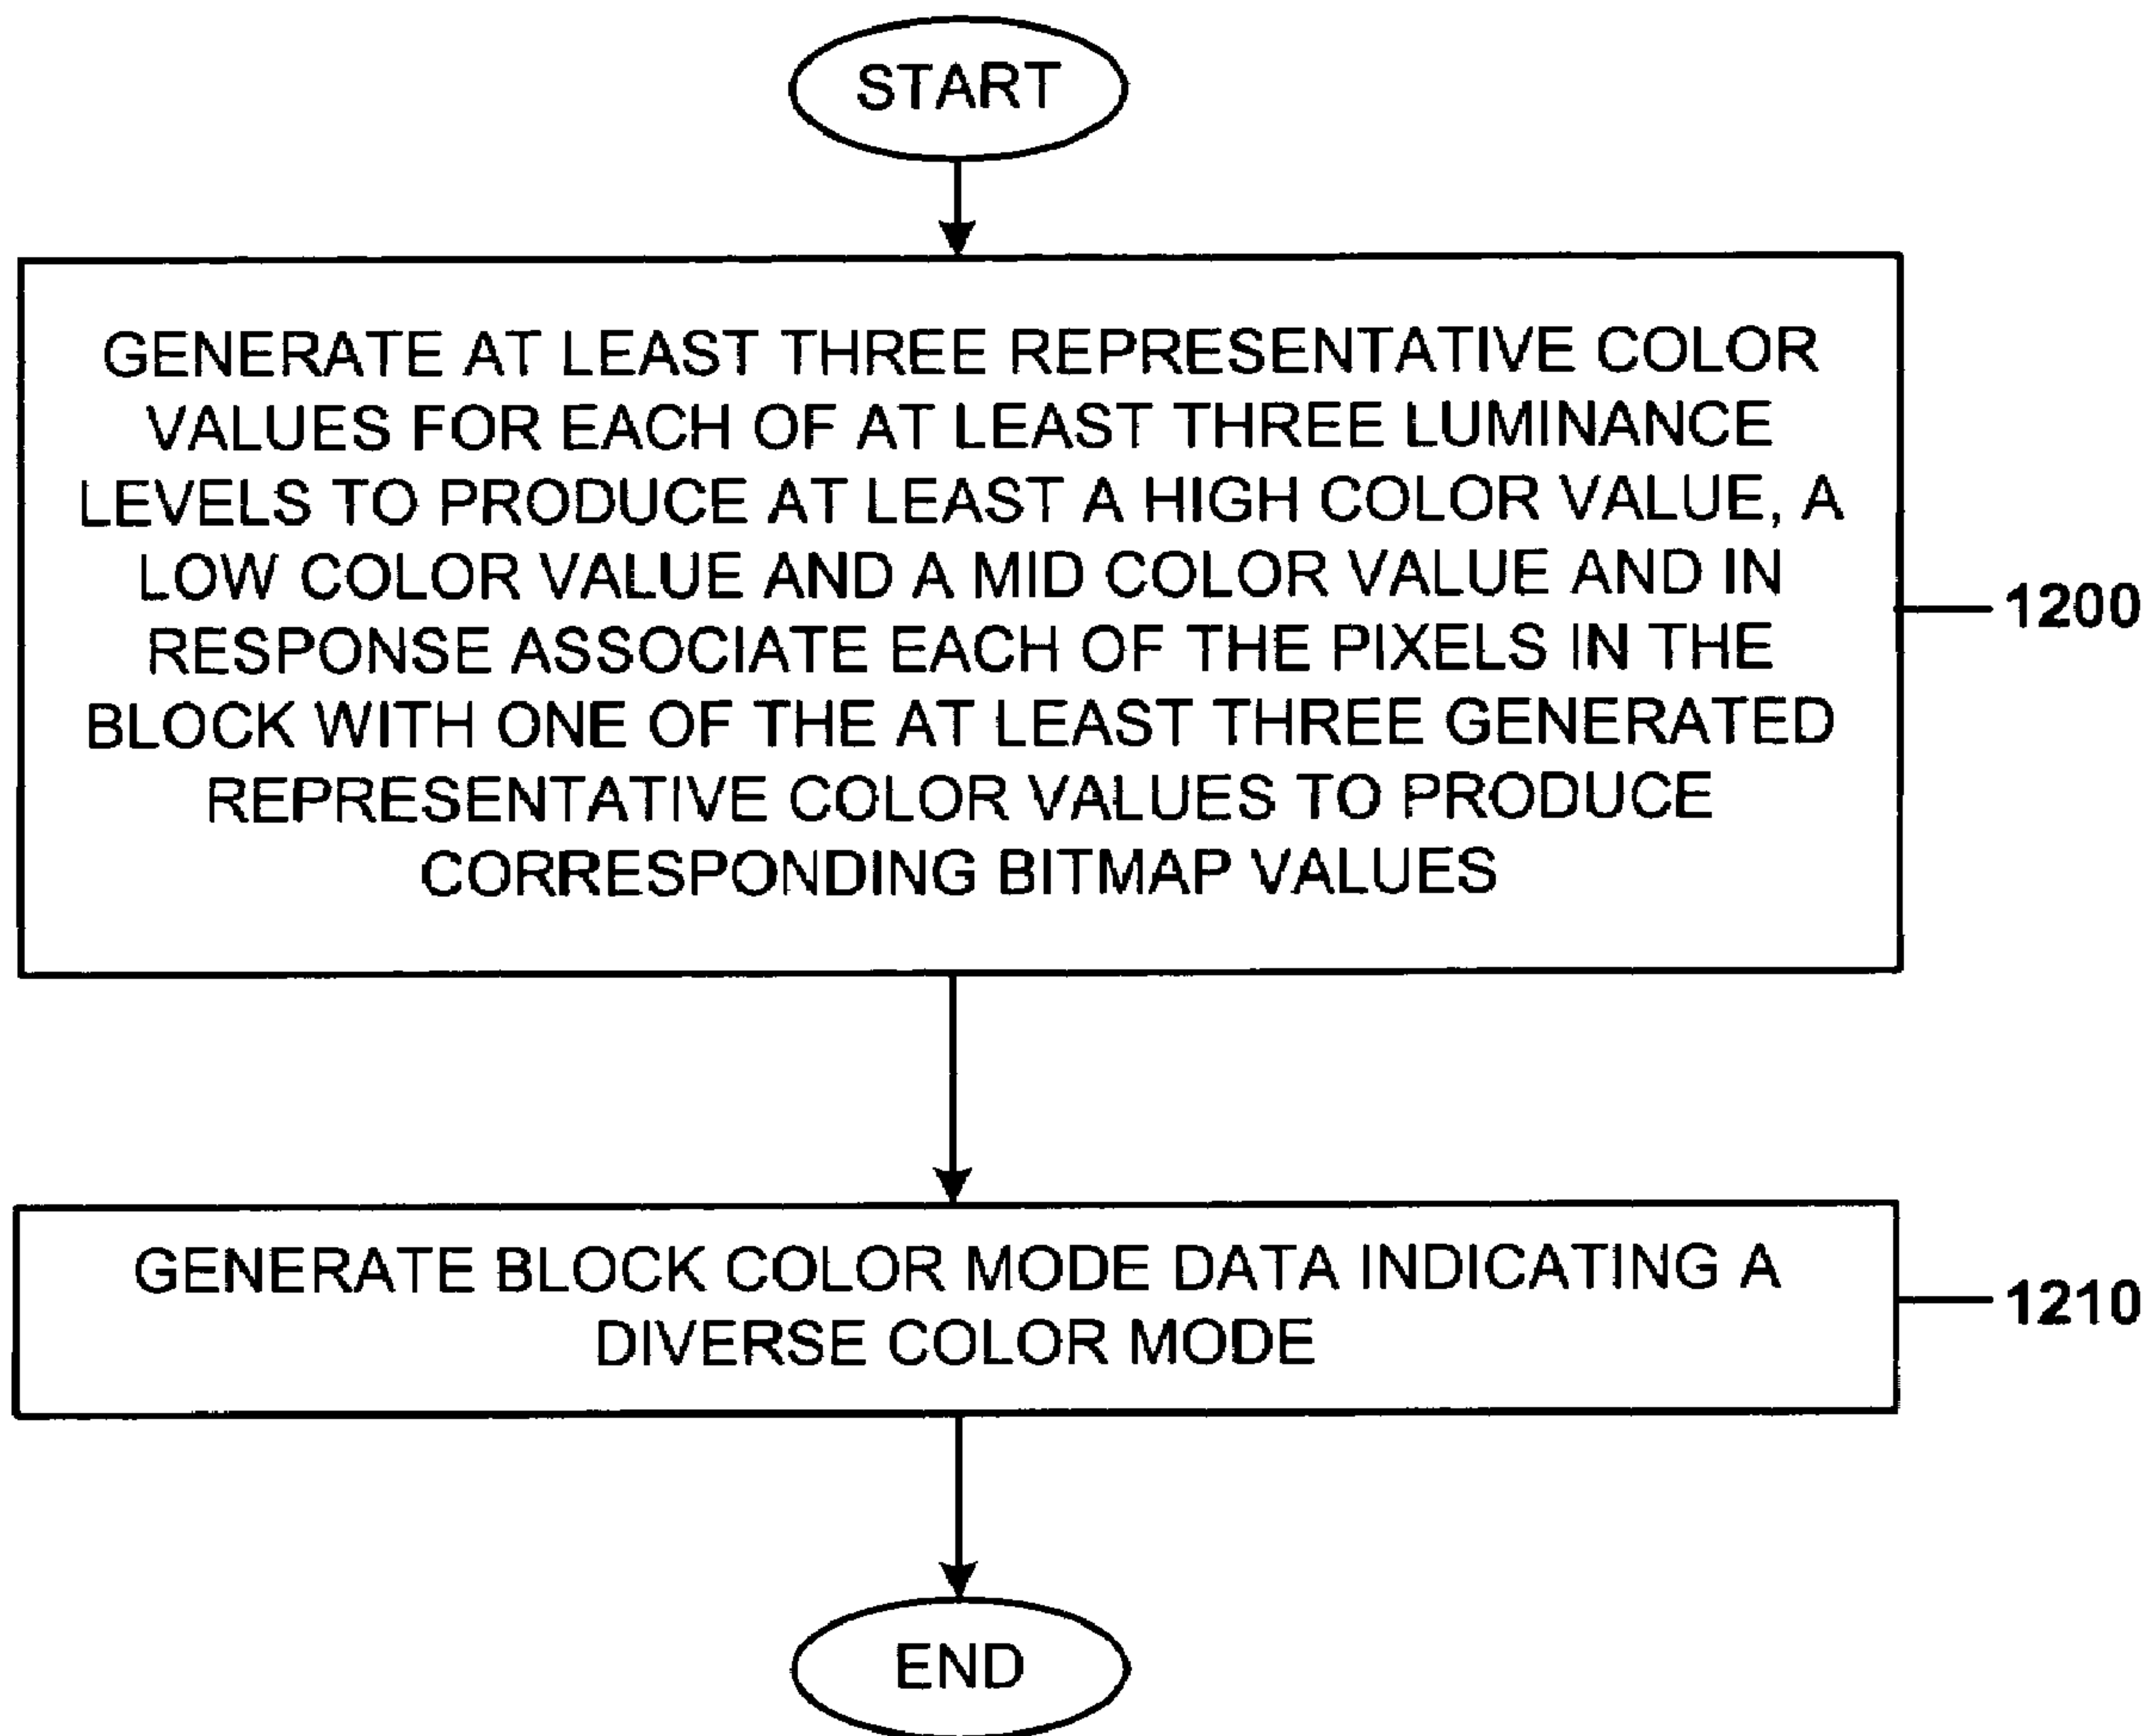 START
GENERATE AT LEAST THREE REPRESENTATIVE COLOR
VALUES FOR EACH OF AT LEAST THREE LUMINANCE
LEVELS TO PRODUCE AT LEAST A HIGH COLOR VALUE, A
LOW COLOR VALUE AND A MID COLOR VALUE AND IN
RESPONSE ASSOCIATE EACH OF THE PIXELS IN THE
BLOCK WITH ONE OF THE AT LEAST THREE GENERATED
REPRESENTATIVE COLOR VALUES TO PRODUCE
CORRESPONDING BITMAP VALUES
1200
GENERATE BLOCK COLOR MODE DATA INDICATING A
DIVERSE COLOR MODE
1210
END